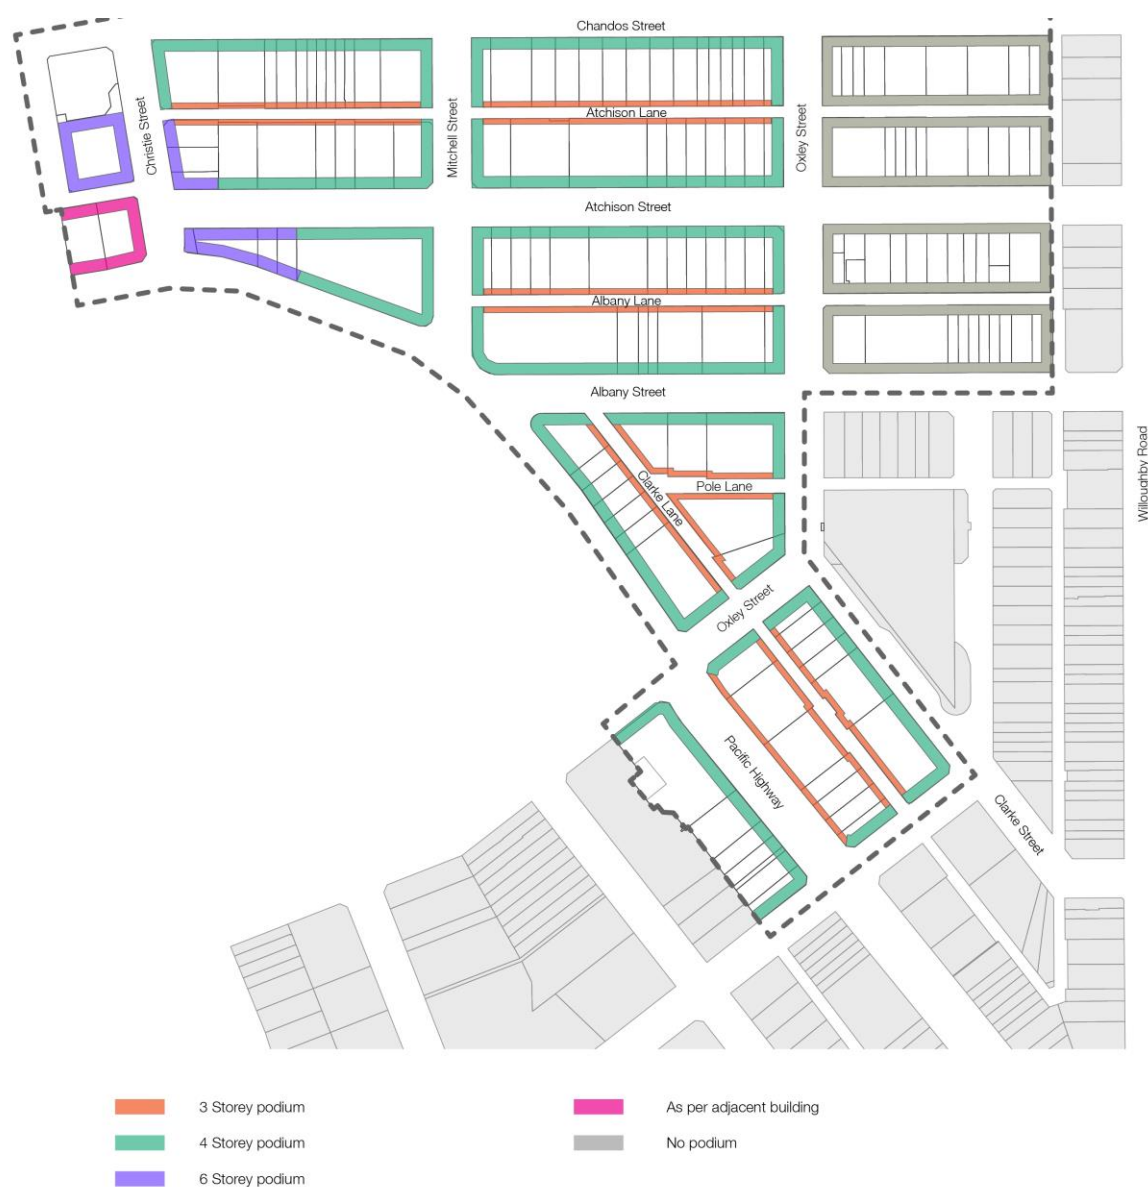 Chandos Street
Christie Street
Mitchell Street
Atchison Lane
Oxley Street
Atchison Street
Albany Lane
Albany Street
Willoughby Road
Clarke Lane
Pole Lane
Oxley Street
Pacific Highway
Clarke Street
3 Storey podium
As per adjacent building
4 Storey podium
No podium
6 Storey podium